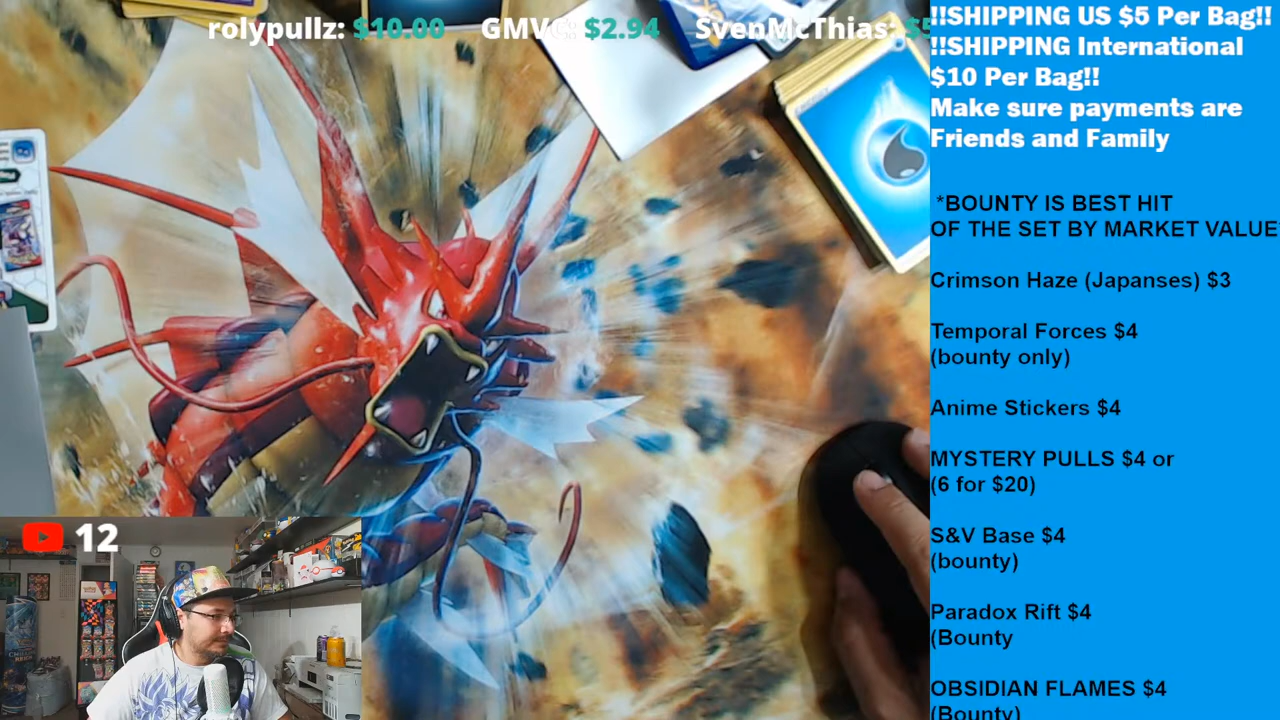 rolypullz: $10.00 GMVC: $2.94 SvenMcThias: $5
!!SHIPPING US $5 Per Bag!!
!!SHIPPING International
$10 Per Bag!!
Make sure payments are
Friends and Family
*BOUNTY IS BEST HIT
OF THE SET BY MARKET VALUE
Crimson Haze (Japanses) $3
Temporal Forces $4
(bounty only)
Anime Stickers $4
MYSTERY PULLS $4 or
(6 for $20)
S&V Base $4
(bounty)
Paradox Rift $4
(Bounty
OBSIDIAN FLAMES $4
(Bounty)
12